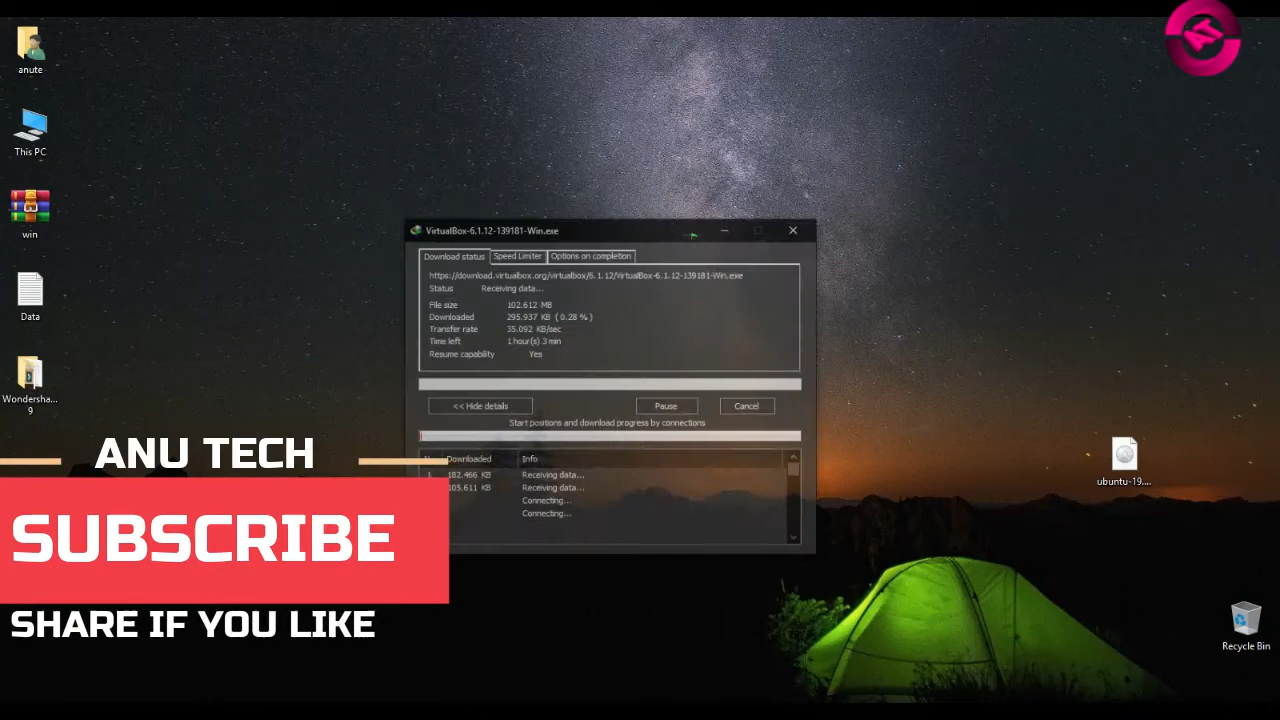 anute
This PC
win
Data
Wondersha...
9
VirtualBox-6.1.12-139181-Win.exe
Download status
Speed Limiter
Options on completion
https://download.virtualbox.org/virtualbox/6.1.12/VirtualBox-6.1.12-139181-Win.exe
Status Receiving data...
File size 102.612 MB
Downloaded 295.937 KB ( 0.28 % )
Transfer rate 35.092 KB/sec
Time left 1 hour(s) 3 min
Resume capability Yes
<< Hide details
Pause
Cancel
Start positions and download progress by connections
Downloaded Info
182.466 KB Receiving data...
105.611 KB Receiving data...
Connecting...
Connecting...
ANU TECH
SUBSCRIBE
SHARE IF YOU LIKE
ubuntu-19....
Recycle Bin